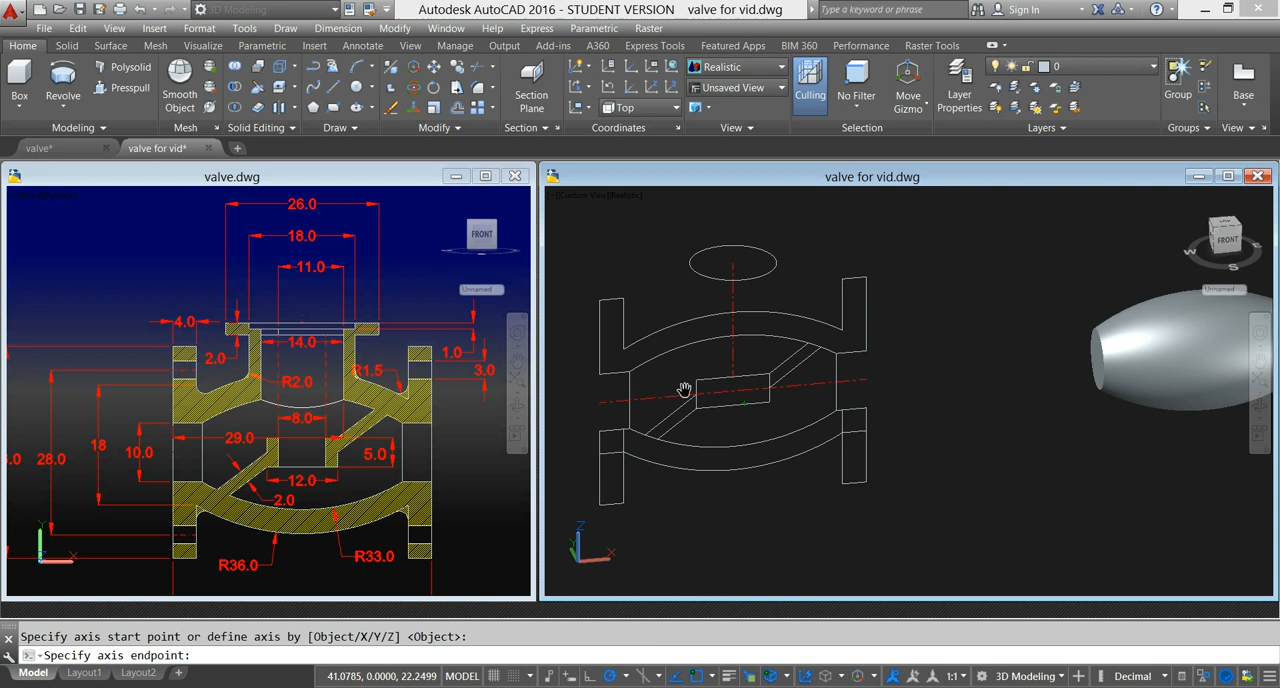 3D Modeling
Autodesk AutoCAD 2016 - STUDENT VERSION valve for vid.dwg
Type a keyword or phrase
Sign In
File Edit View Insert Format Tools Draw Dimension Modify Window Help Express Parametric Raster
Home Solid Surface Mesh Visualize Parametric Insert Annotate View Manage Output Add-ins A360 Express Tools Featured Apps BIM 360 Performance Raster Tools
Box
Revolve
Polysolid
Presspull
Smooth
Object
Section
Plane
Top
Realistic
Unsaved View
Culling
No Filter
Move
Gizmo
Layer
Properties
0
Group
Base
Modeling
Mesh
Solid Editing
Draw
Modify
Section
Coordinates
View
Selection
Layers
Groups
View
valve*
valve for vid*
valve.dwg
valve for vid.dwg
[-][Custom View][Realistic]
FRONT
Unnamed
26.0
18.0
11.0
4.0
14.0
2.0
1.0
R2.0
R1.5
3.0
8.0
29.0
18
10.0
28.0
5.0
12.0
2.0
R36.0
R33.0
Y
X
FRONT
W
S
Unnamed
Z
Y
X
Specify axis start point or define axis by [Object/X/Y/Z] <Object>:
Specify axis endpoint:
Model Layout1 Layout2
41.0785, 0.0000, 22.2499 MODEL
1:1
3D Modeling
Decimal